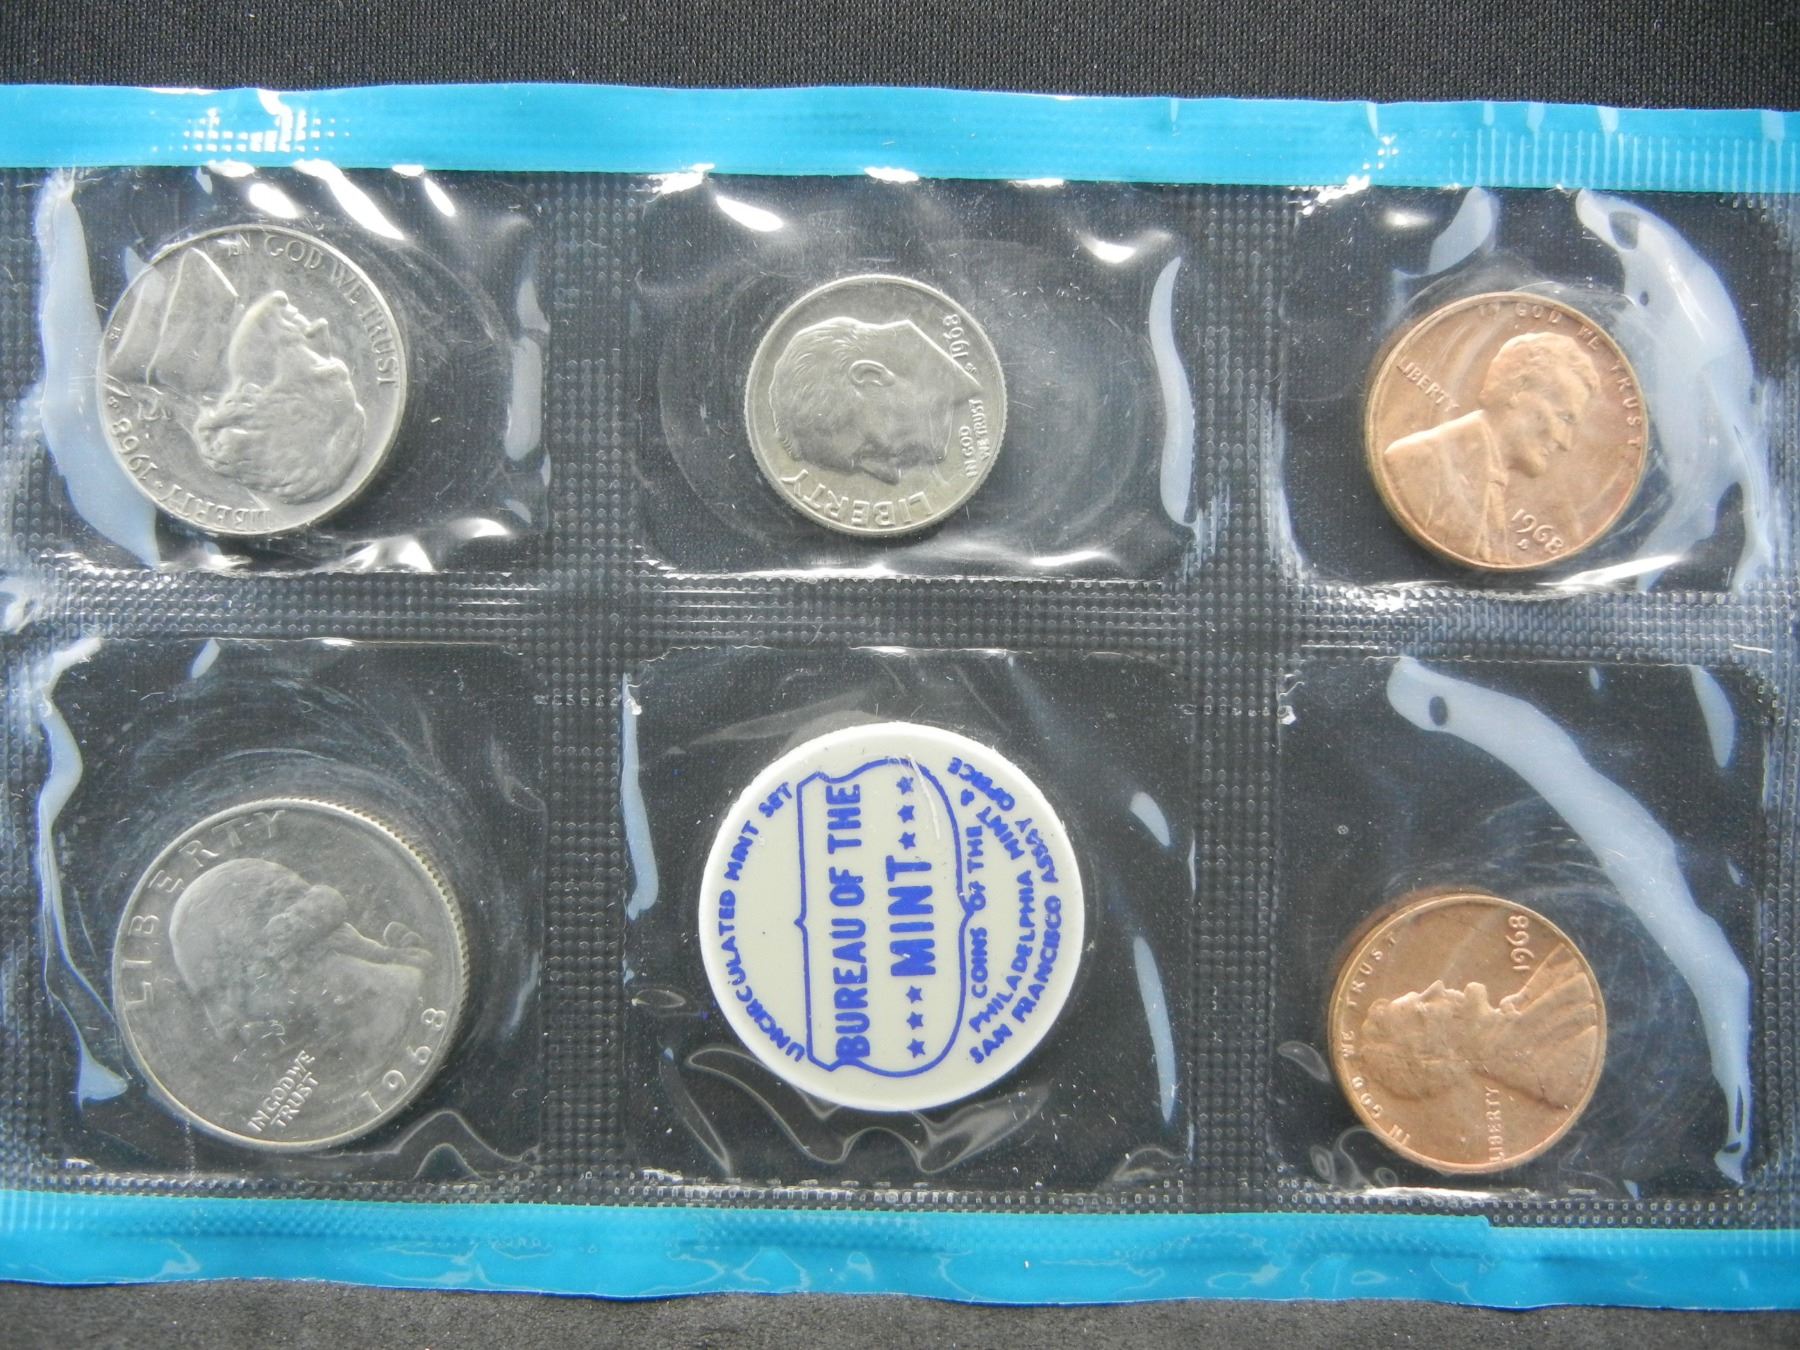 IN GOD WE TRUST
LIBERTY · 1968
S
1968
IN GOD
WE TRUST
LIBERTY
IN GOD WE TRUST
LIBERTY
1968
LIBERTY
IN GOD WE
TRUST
1968
UNCIRCULATED MINT SET
BUREAU OF THE
MINT
COINS OF THE
PHILADELPHIA MINT &
SAN FRANCISCO ASSAY OFFICE
IN GOD WE TRUST
LIBERTY
1968